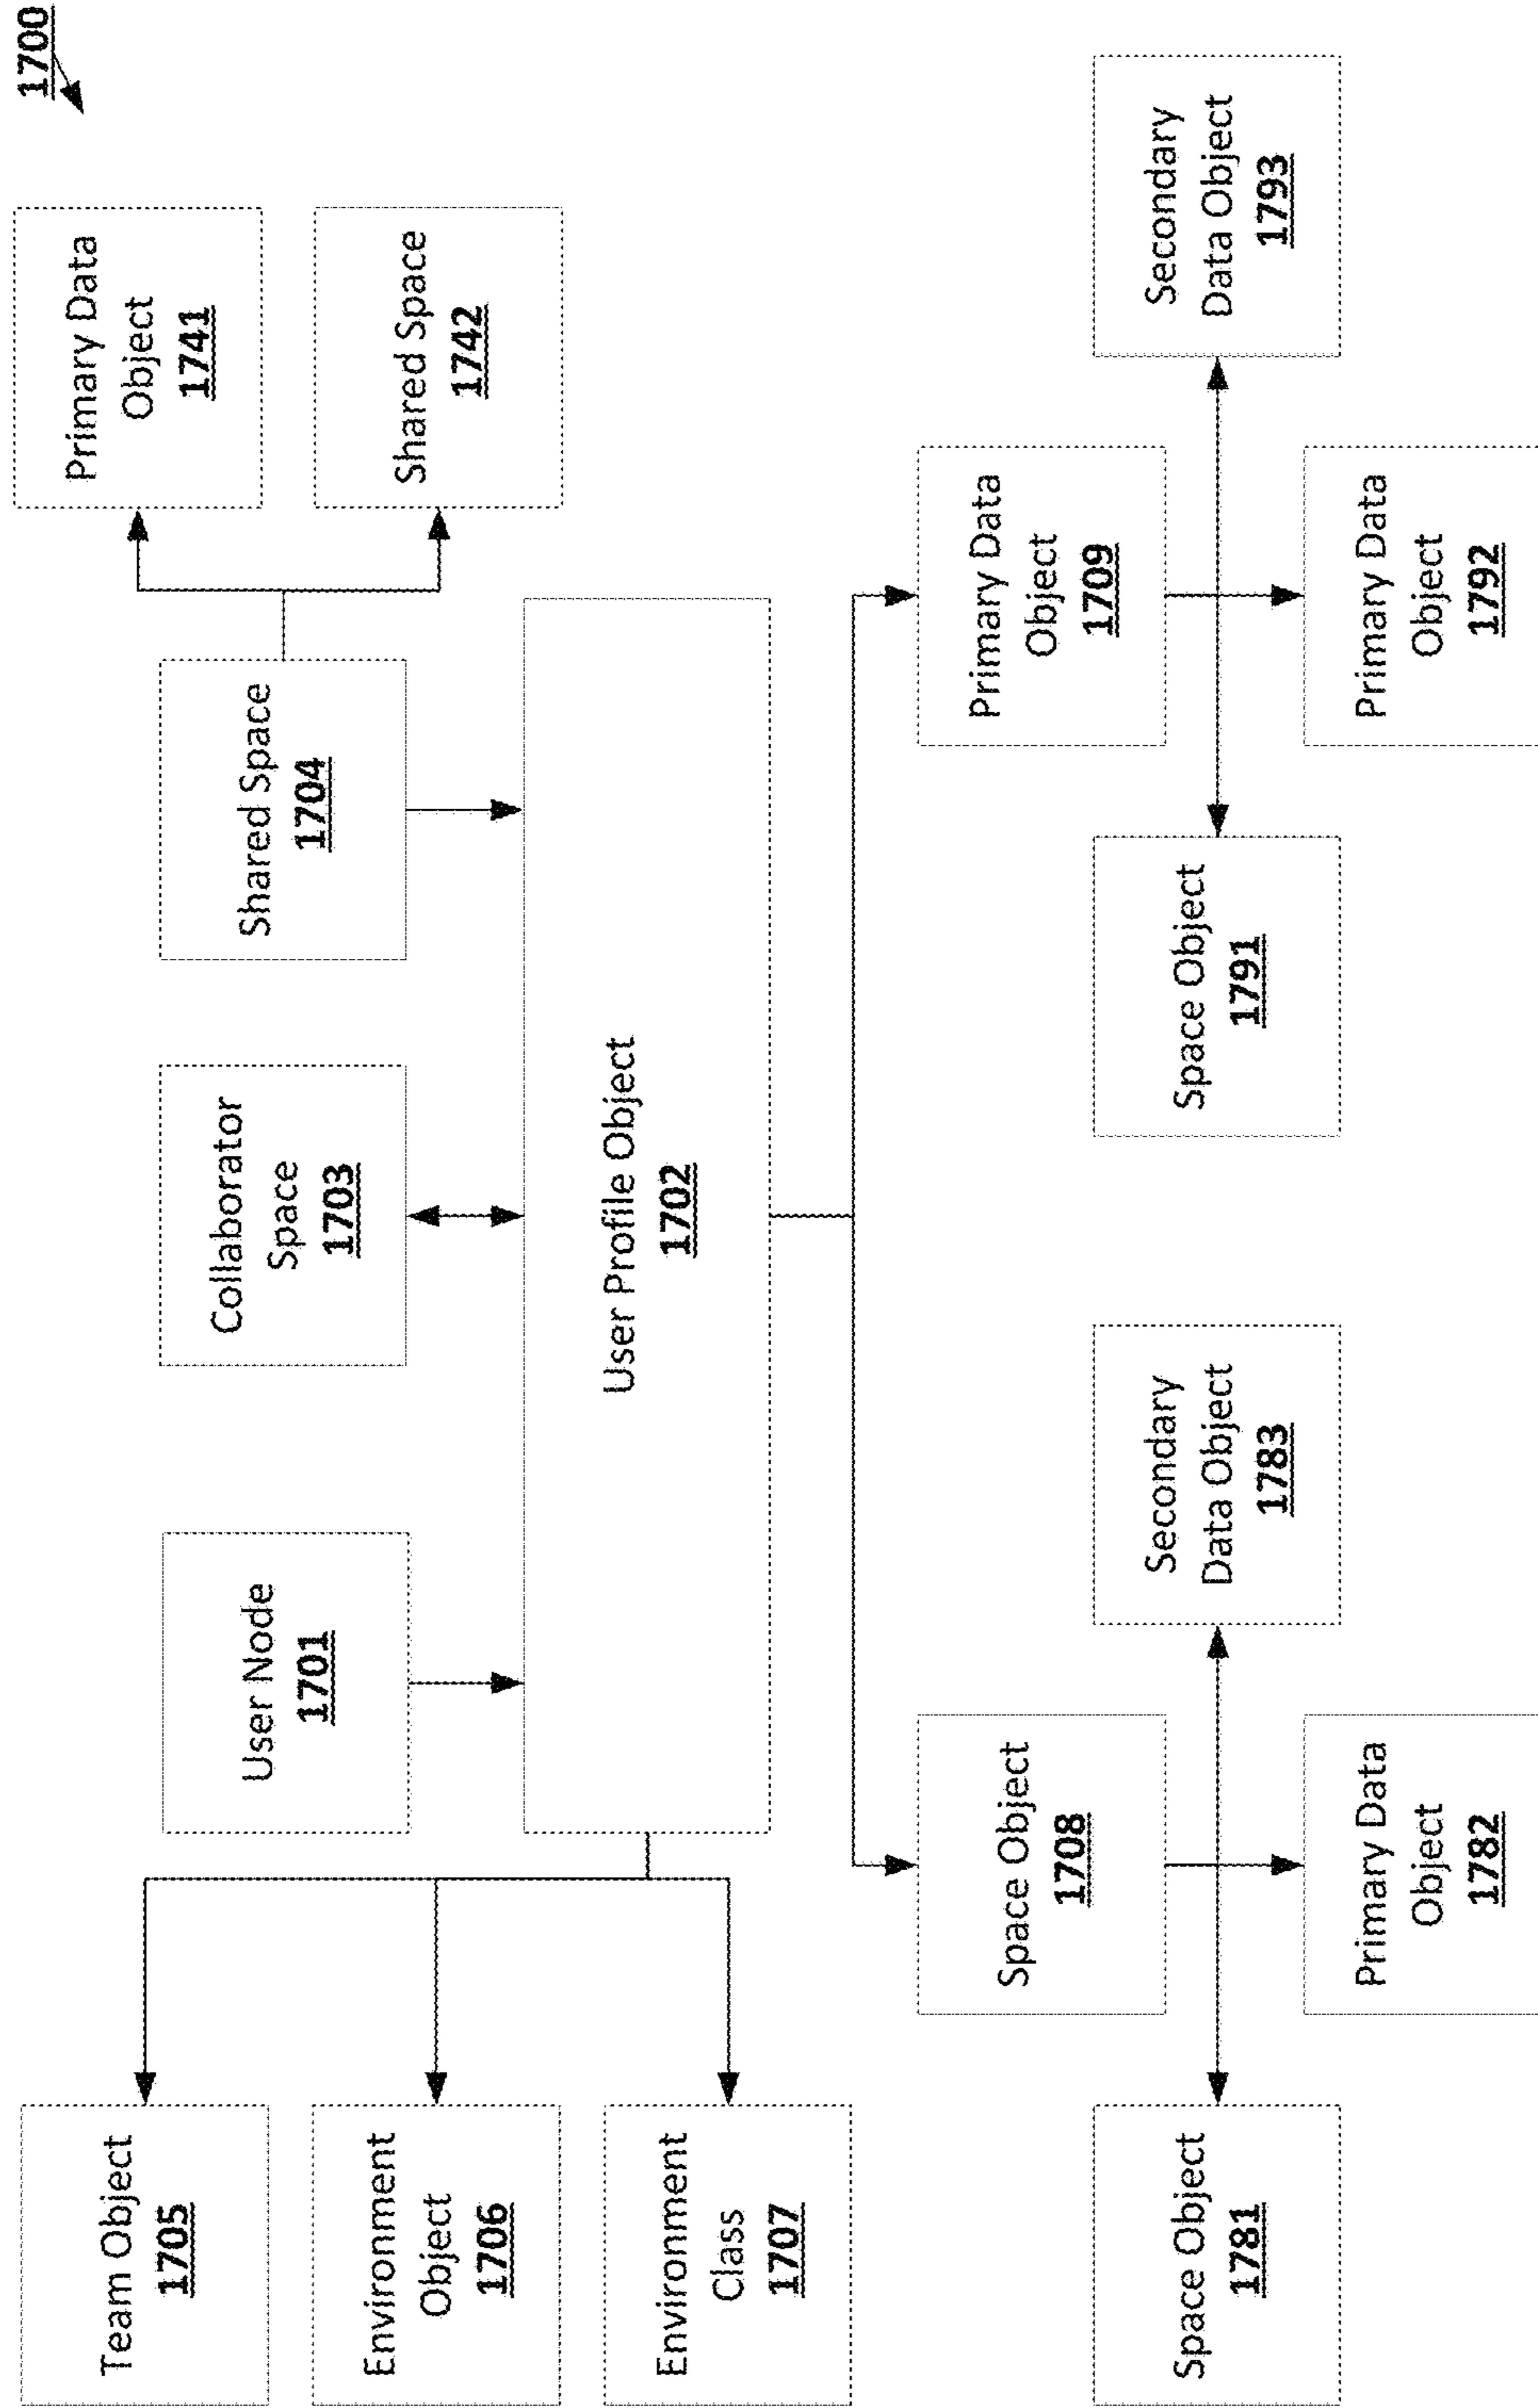 1700
Team Object
1705
Environment
Object
1706
Environment
Class
1707
User Node
1701
Collaborator
Space
1703
Shared Space
1704
Primary Data
Object
1741
Shared Space
1742
User Profile Object
1702
Space Object
1708
Primary Data
Object
1709
Space Object
1781
Secondary
Data Object
1783
Primary Data
Object
1782
Space Object
1791
Secondary
Data Object
1793
Primary Data
Object
1792